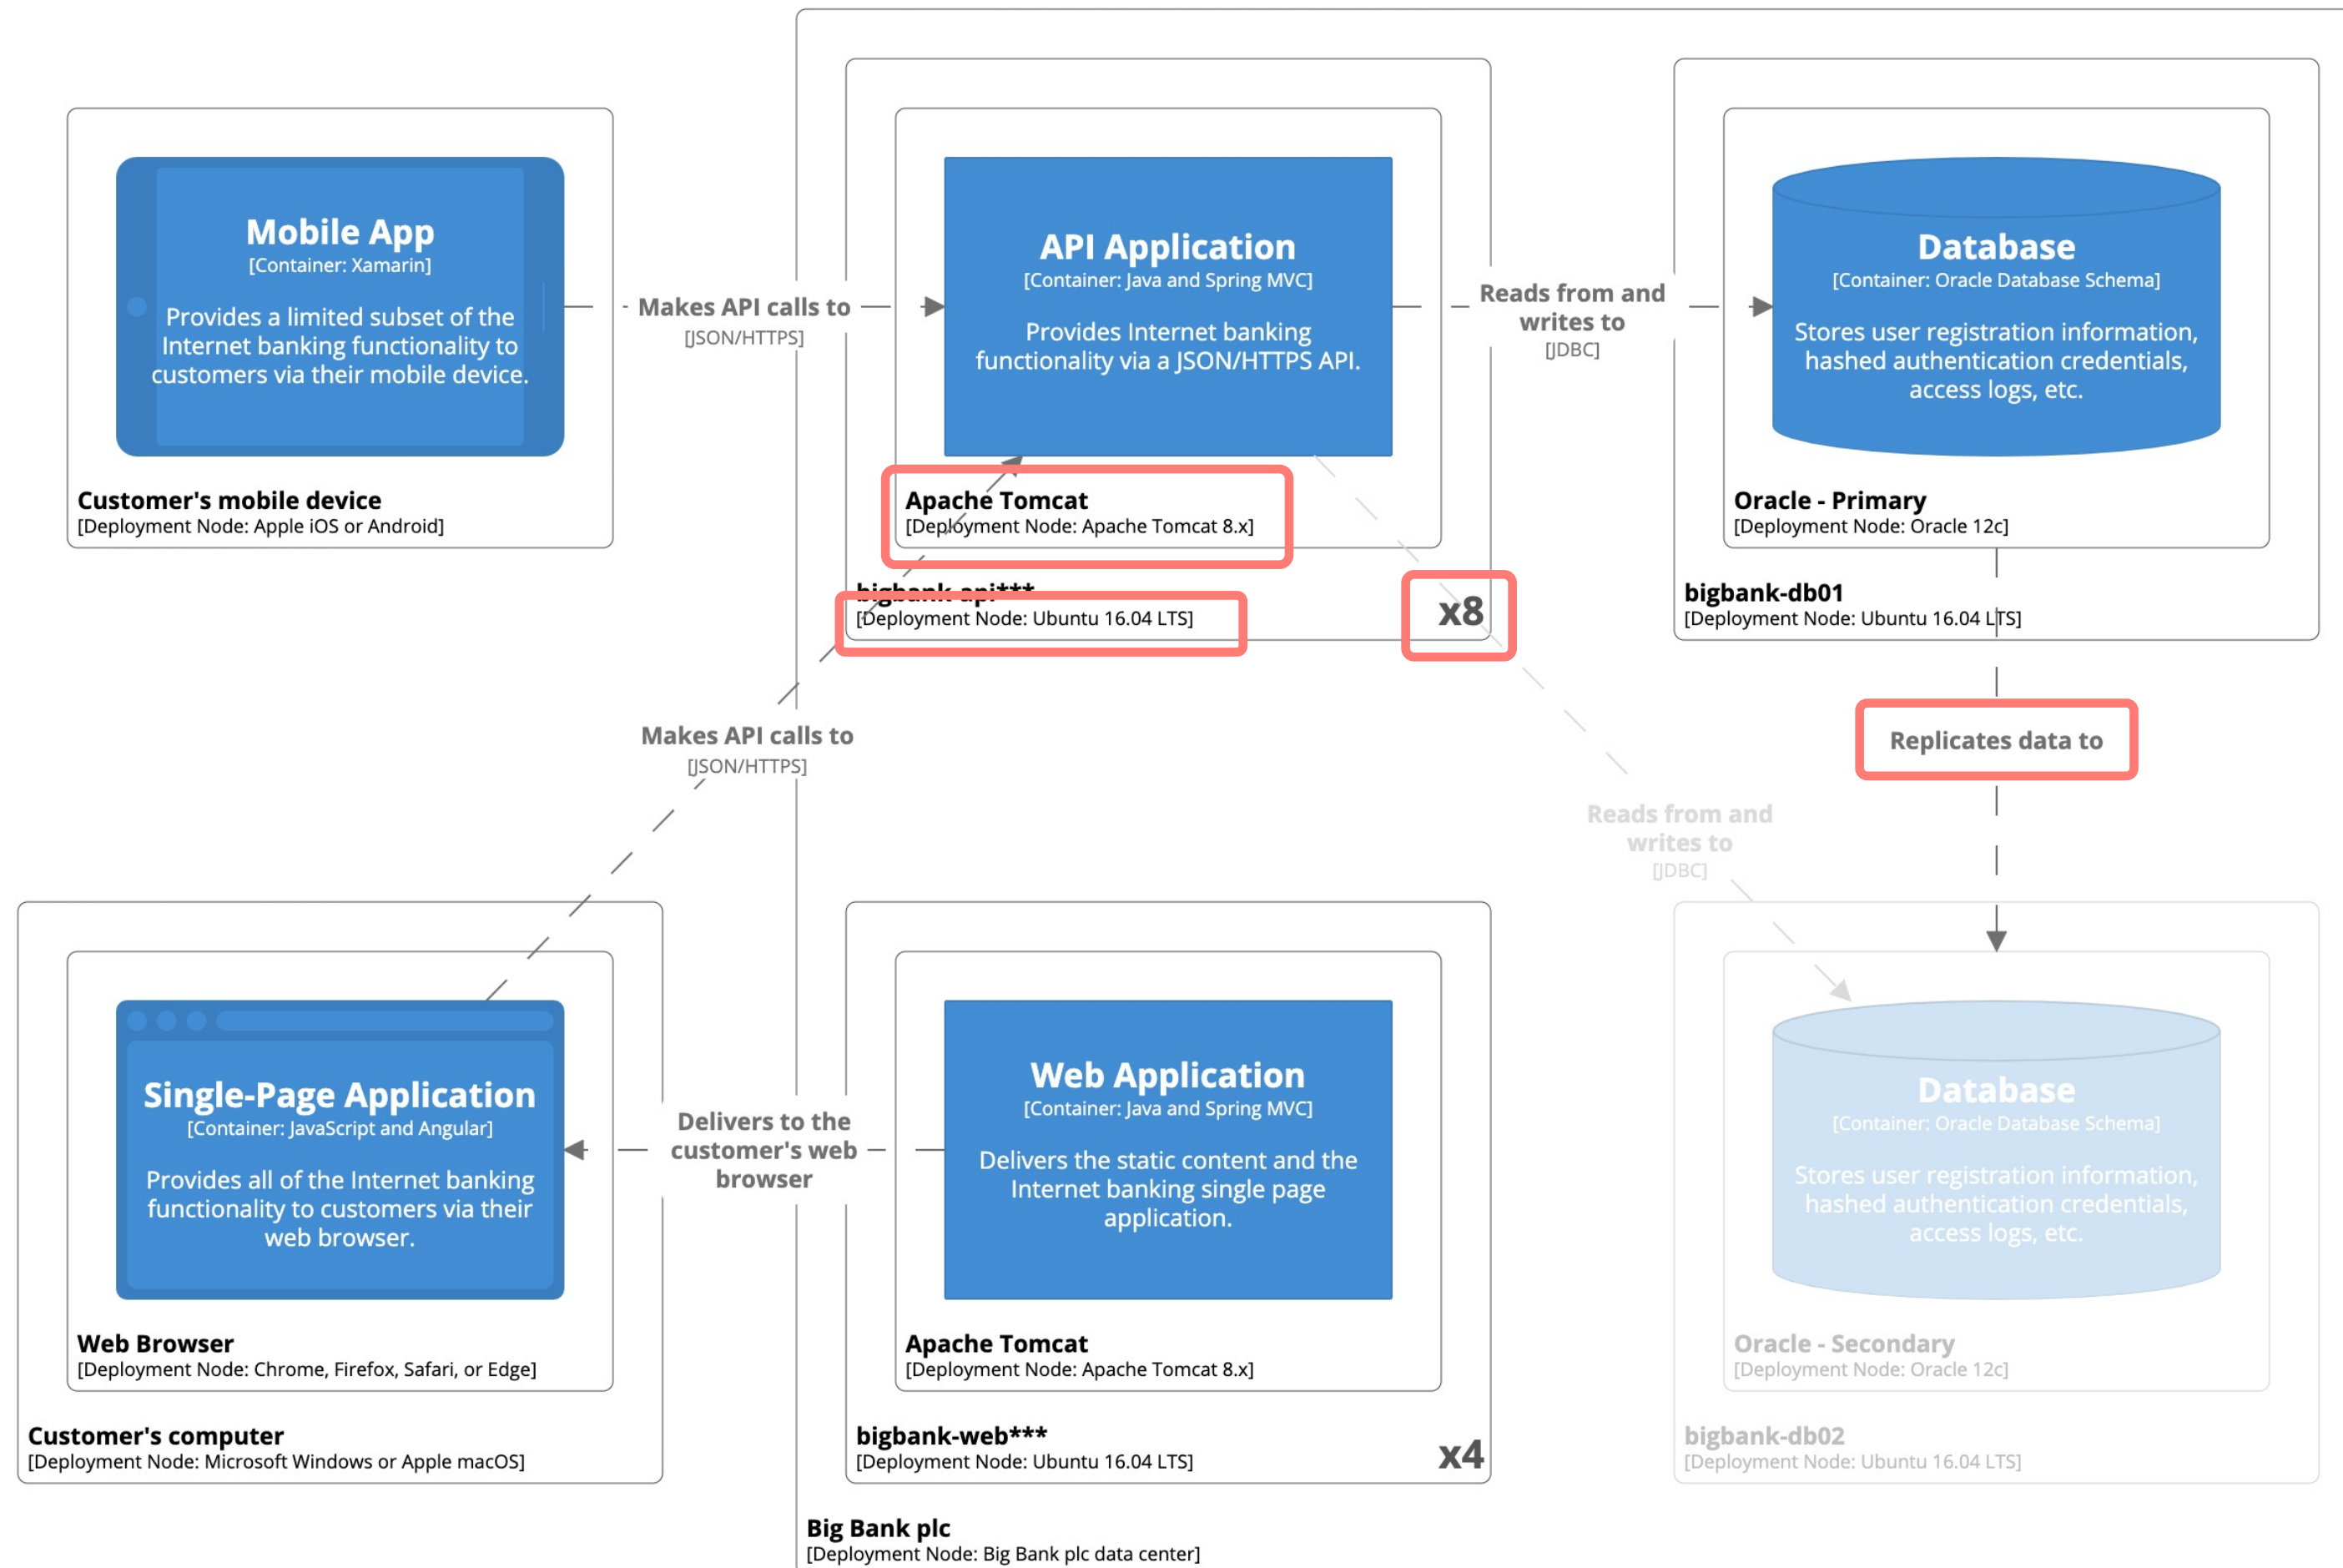 Mobile App
[Container: Xamarin]
Provides a limited subset of the
Internet banking functionality to
customers via their mobile device.
Customer's mobile device
[Deployment Node: Apple iOS or Android]
Makes API calls to
[JSON/HTTPS]
API Application
[Container: Java and Spring MVC]
Provides Internet banking
functionality via a JSON/HTTPS API.
Apache Tomcat
[Deployment Node: Apache Tomcat 8.x]
bigbank-api***
[Deployment Node: Ubuntu 16.04 LTS]
x8
Reads from and
writes to
[JDBC]
Database
[Container: Oracle Database Schema]
Stores user registration information,
hashed authentication credentials,
access logs, etc.
Oracle - Primary
[Deployment Node: Oracle 12c]
bigbank-db01
[Deployment Node: Ubuntu 16.04 LTS]
Makes API calls to
[JSON/HTTPS]
Replicates data to
Reads from and
writes to
[JDBC]
Single-Page Application
[Container: JavaScript and Angular]
Provides all of the Internet banking
functionality to customers via their
web browser.
Web Browser
[Deployment Node: Chrome, Firefox, Safari, or Edge]
Customer's computer
[Deployment Node: Microsoft Windows or Apple macOS]
Delivers to the
customer's web
browser
Web Application
[Container: Java and Spring MVC]
Delivers the static content and the
Internet banking single page
application.
Apache Tomcat
[Deployment Node: Apache Tomcat 8.x]
bigbank-web***
[Deployment Node: Ubuntu 16.04 LTS]
x4
Database
[Container: Oracle Database Schema]
Stores user registration information,
hashed authentication credentials,
access logs, etc.
Oracle - Secondary
[Deployment Node: Oracle 12c]
bigbank-db02
[Deployment Node: Ubuntu 16.04 LTS]
Big Bank plc
[Deployment Node: Big Bank plc data center]